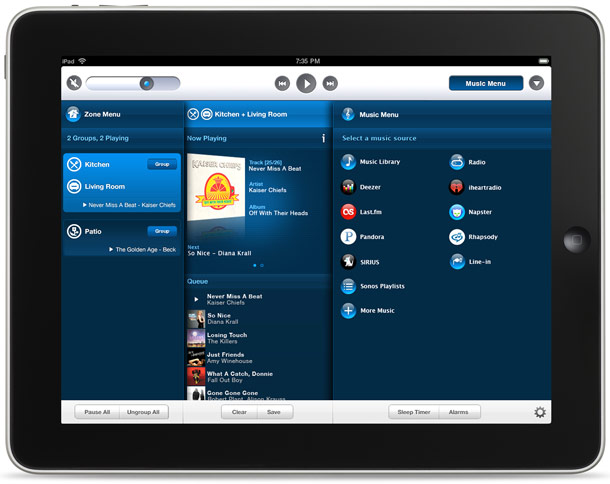 iPad
7:35 PM
Music Menu
Zone Menu
Kitchen + Living Room
Music Menu
2 Groups, 2 Playing
Kitchen
Group
Living Room
Never Miss A Beat - Kaiser Chiefs
Patio
Group
The Golden Age - Beck
Now Playing
i
KAISER CHIEFS
Track [25/26]
Never Miss A Beat
Artist
Kaiser Chiefs
Album
Off With Their Heads
Next
So Nice - Diana Krall
Queue
Never Miss A Beat
Kaiser Chiefs
So Nice
Diana Krall
Losing Touch
The Killers
Just Friends
Amy Winehouse
What A Catch, Donnie
Fall Out Boy
Gone Gone Gone
Robert Plant, Alison Krauss
Select a music source
Music Library
Radio
Deezer
iheartradio
Last.fm
Napster
Pandora
Rhapsody
SIRIUS
Line-in
Sonos Playlists
More Music
Pause All
Ungroup All
Clear
Save
Sleep Timer
Alarms